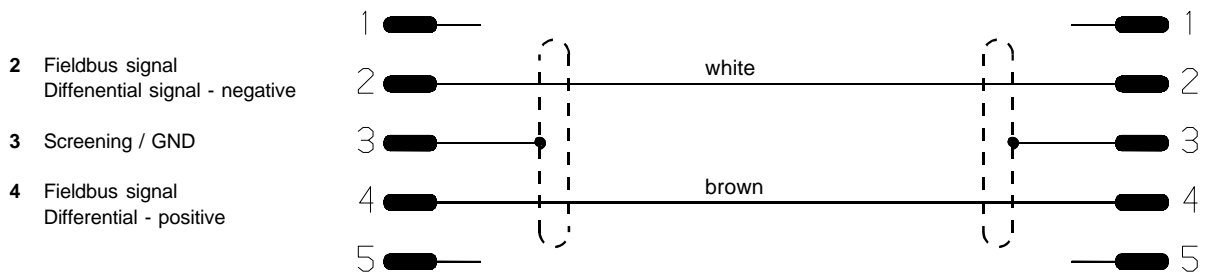 1 1
2 Fieldbus signal
Diffenential signal - negative
2 white 2
3 Screening / GND
3 3
4 Fieldbus signal
Differential - positive
4 brown 4
5 5